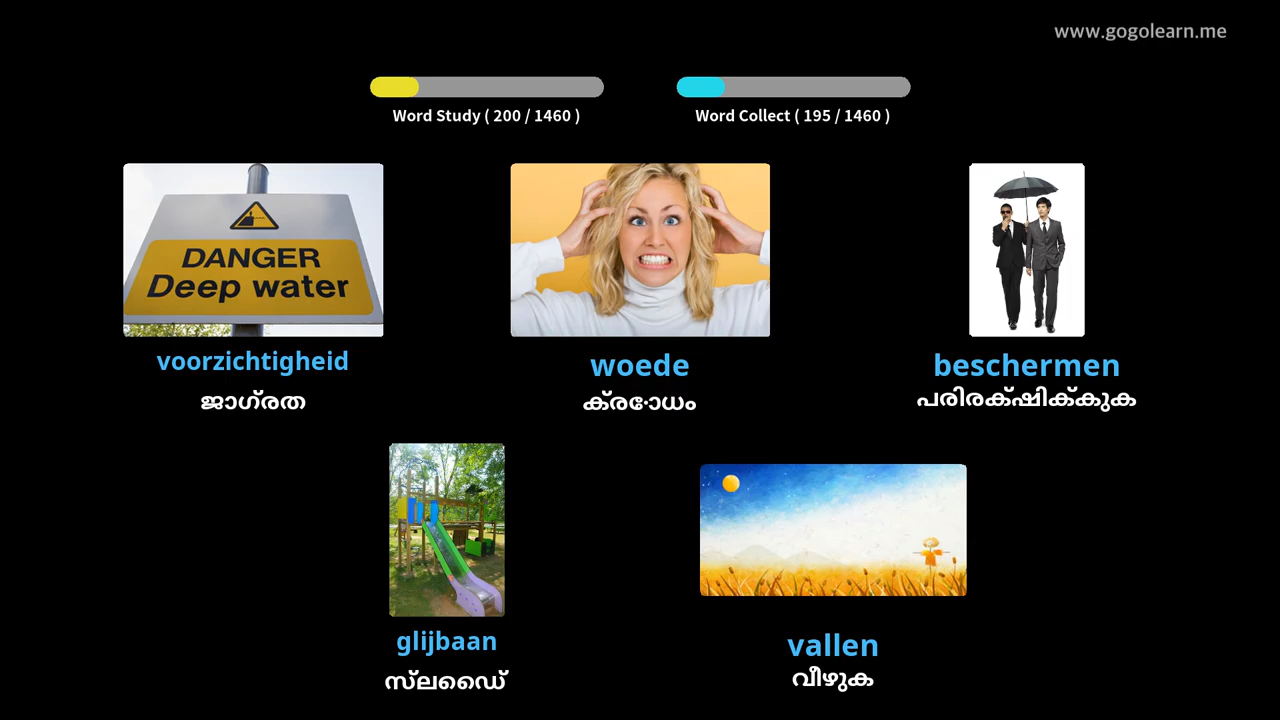 www.gogolearn.me
Word Study ( 200 / 1460 )
Word Collect ( 195 / 1460 )
DANGER
Deep water
voorzichtigheid
woede
beschermen
ജാഗ്രത
ക്രോധം
പരിരക്ഷിക്കുക
glijbaan
vallen
സ്ലൈഡ്
വീഴുക